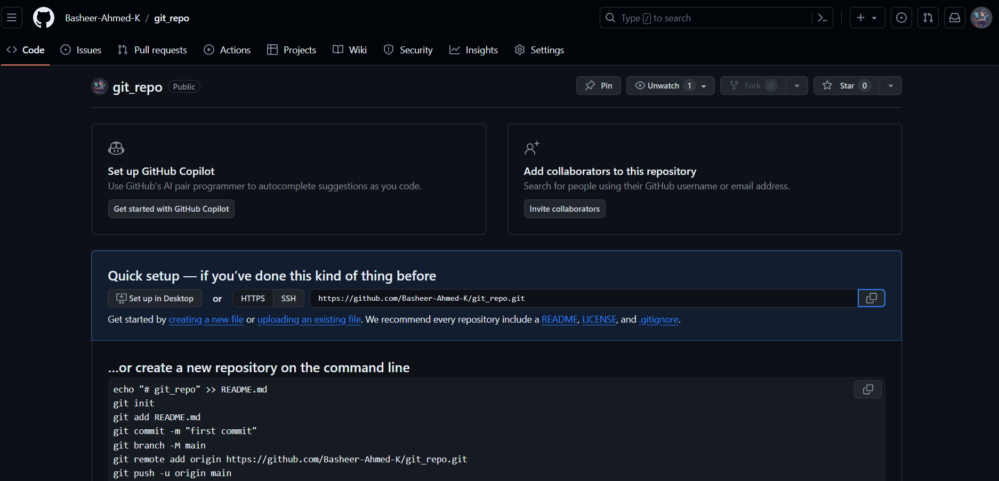 Basheer-Ahmed-K / git_repo
Type / to search
Code Issues Pull requests Actions Projects Wiki Security Insights Settings
git_repo Public
Pin Unwatch 1 Fork 0 Star 0
Set up GitHub Copilot
Use GitHub's AI pair programmer to autocomplete suggestions as you code.
Get started with GitHub Copilot
Add collaborators to this repository
Search for people using their GitHub username or email address.
Invite collaborators
Quick setup — if you’ve done this kind of thing before
Set up in Desktop or HTTPS SSH https://github.com/Basheer-Ahmed-K/git_repo.git
Get started by creating a new file or uploading an existing file. We recommend every repository include a README, LICENSE, and .gitignore.
…or create a new repository on the command line
echo "# git_repo" >> README.md
git init
git add README.md
git commit -m "first commit"
git branch -M main
git remote add origin https://github.com/Basheer-Ahmed-K/git_repo.git
git push -u origin main